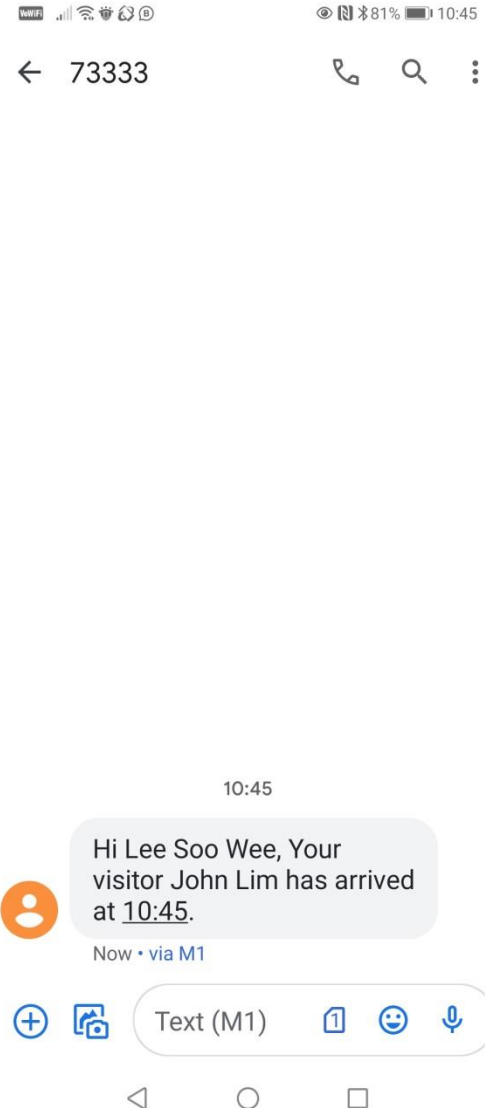 VoWiFi 81% 10:45
73333
10:45
Hi Lee Soo Wee, Your
visitor John Lim has arrived
at 10:45.
Now • via M1
Text (M1) 1